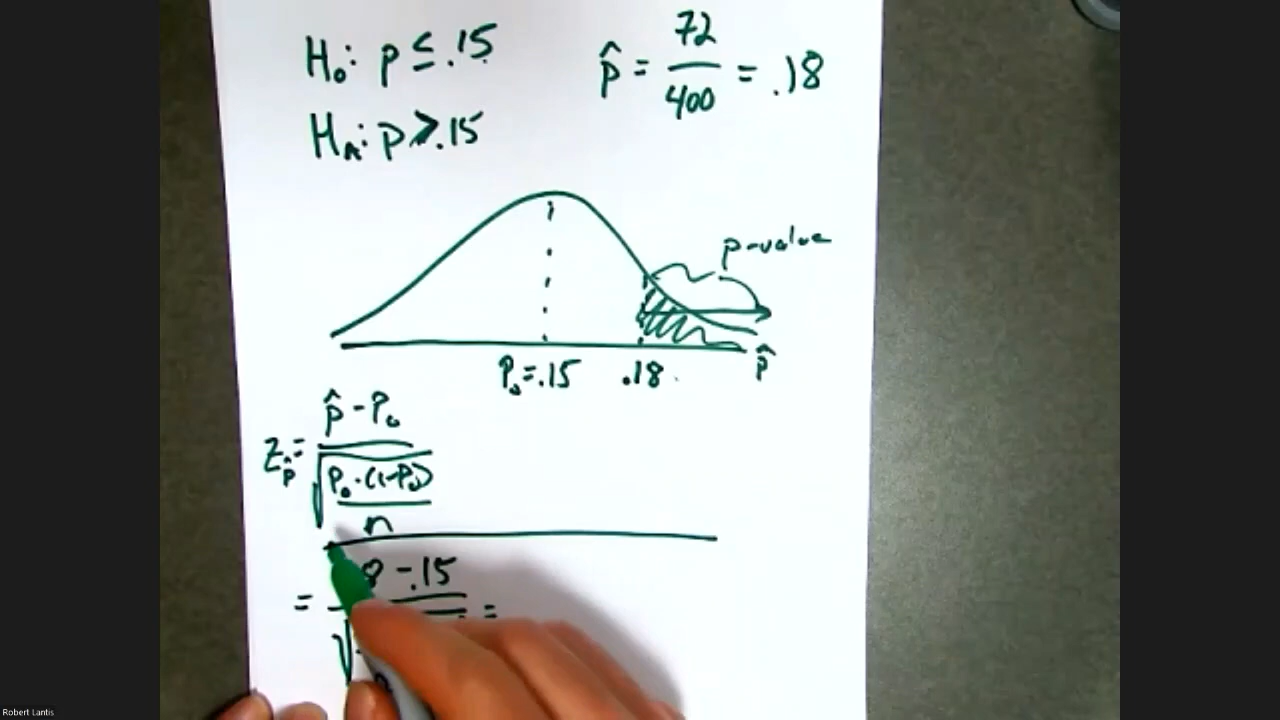 H₀: p ≤ .15
Hₐ: p > .15
p̂ = 72/400 = .18
p-value
P₀=.15 .18 p̂
Z_p̂ = (p̂ - P₀)/√(P₀·(1-P₀)/n)
= 8 - .15
=
Robert Lantis